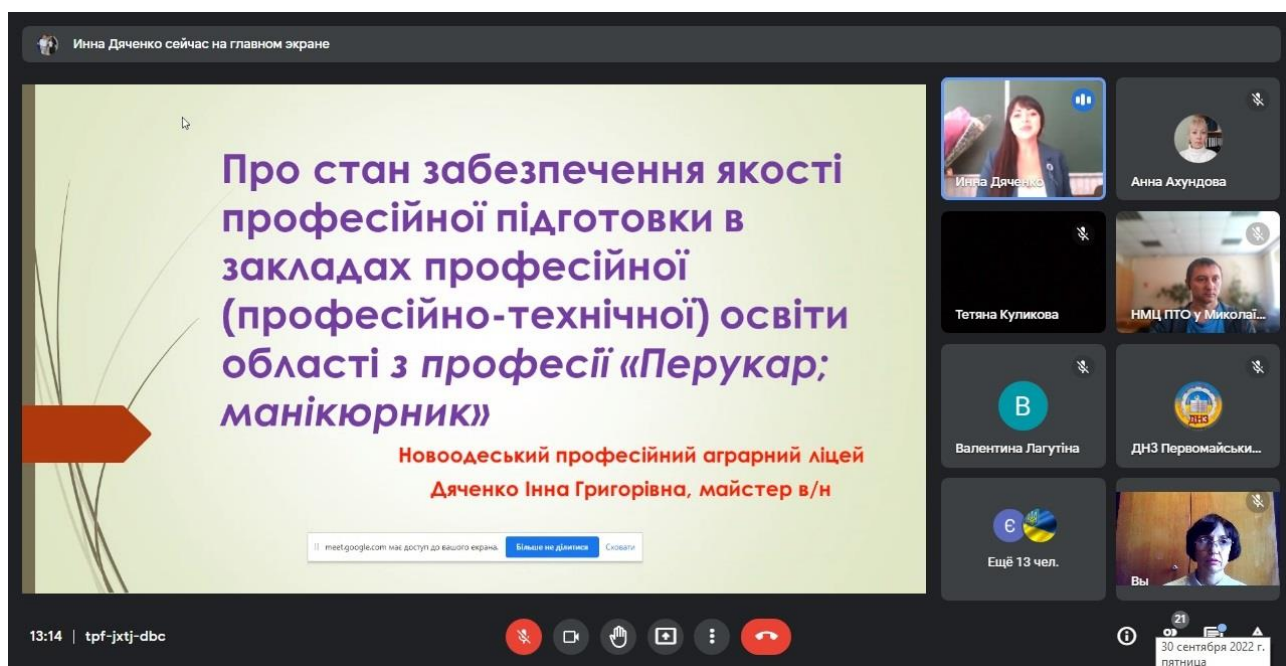 Инна Дяченко сейчас на главном экране
Про стан забезпечення якості
професійної підготовки в
закладах професійної
(професійно-технічної) освіти
області з професії «Перукар;
манікюрник»
Новоодеський професійний аграрний ліцей
Дяченко Інна Григорівна, майстер в/н
meet.google.com має доступ до вашого екрана.
Більше не ділитися
Сховати
Инна Дяченко
Анна Ахундова
Тетяна Куликова
НМЦ ПТО у Миколаї...
В
Валентина Лагутіна
ДНЗ
ДНЗ Первомайськи...
Є
Ещё 13 чел.
Вы
13:14 | tpf-jxtj-dbc
21
30 сентября 2022 г.
пятница